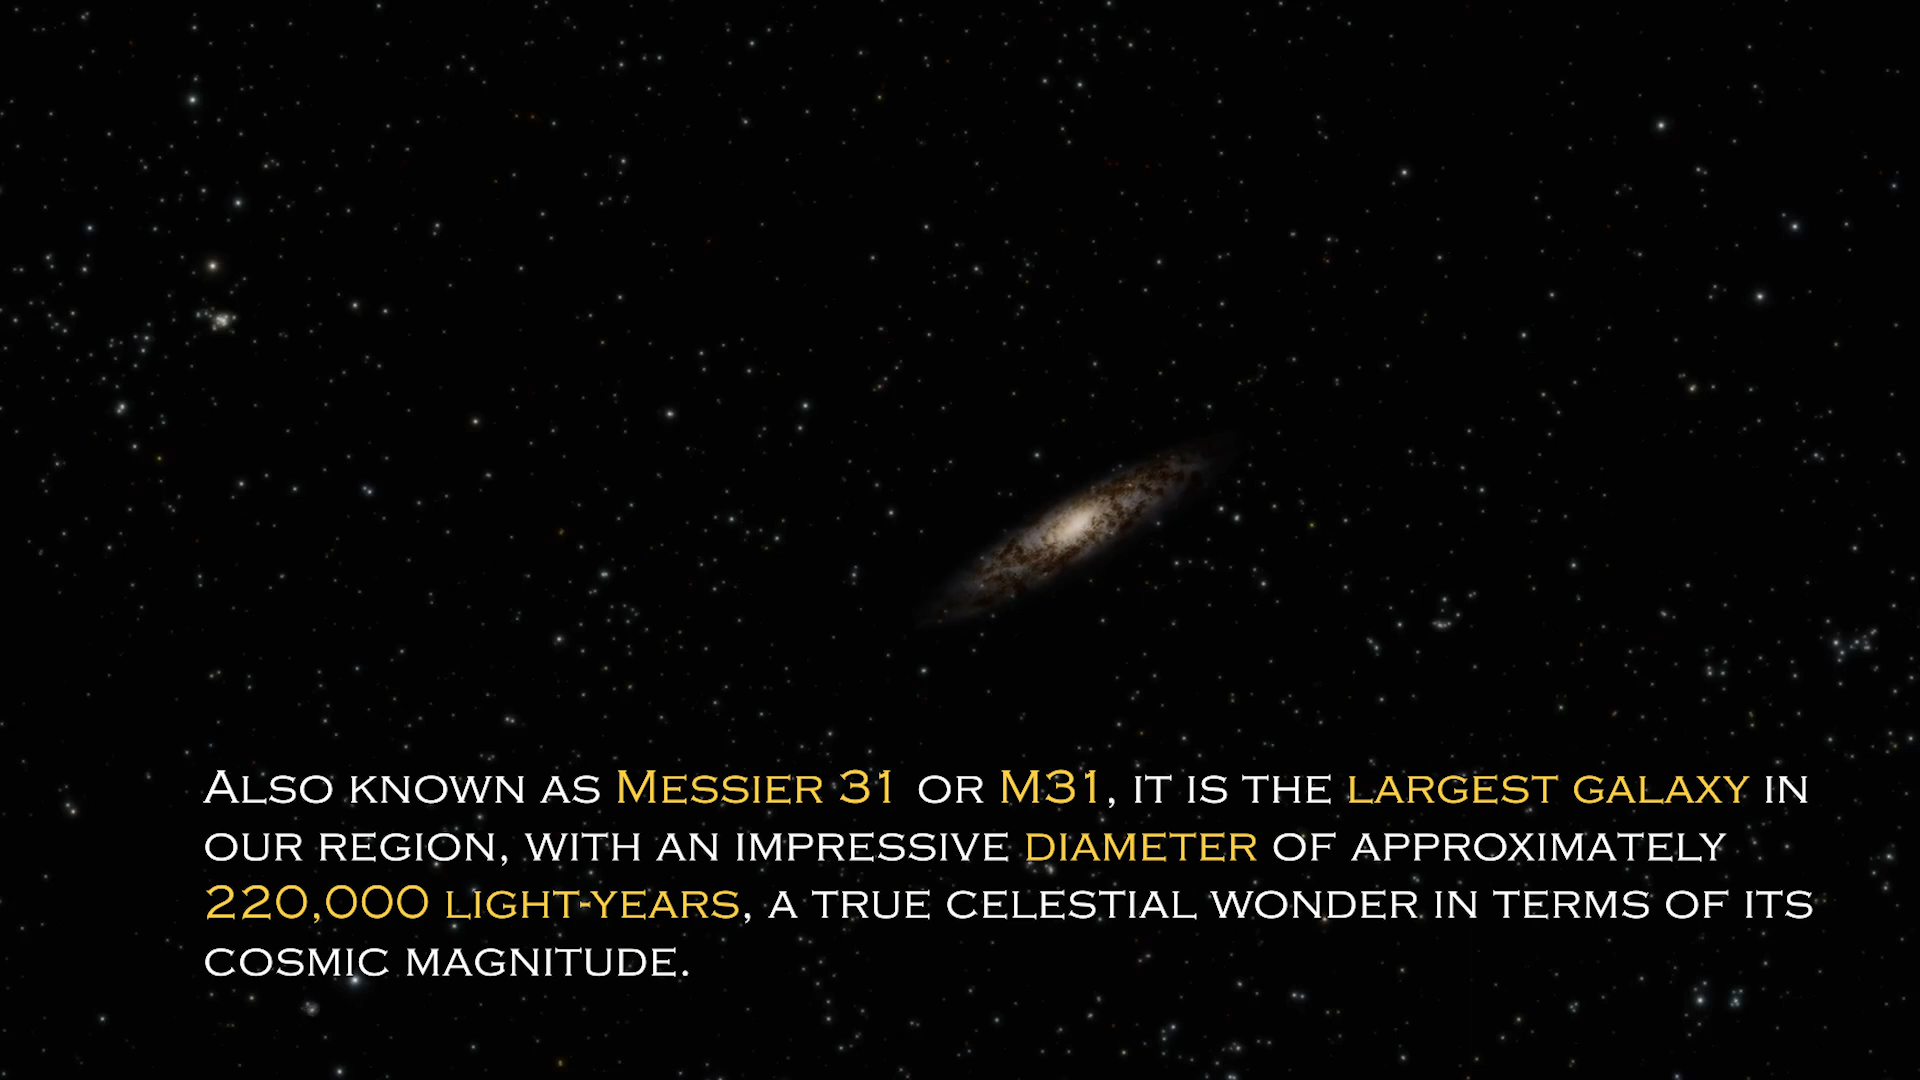 Also known as Messier 31 or M31, it is the largest galaxy in
our region, with an impressive diameter of approximately
220,000 light-years, a true celestial wonder in terms of its
cosmic magnitude.